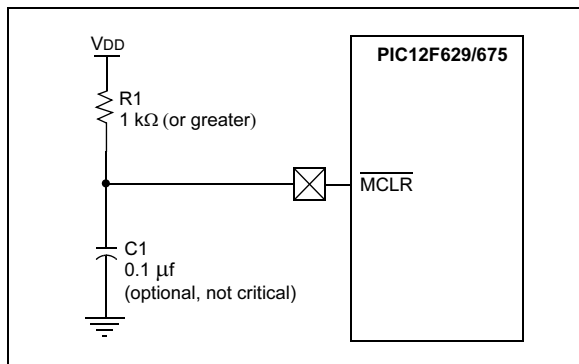 VDD
PIC12F629/675
R1
1 kΩ (or greater)
MCLR
C1
0.1 μf
(optional, not critical)